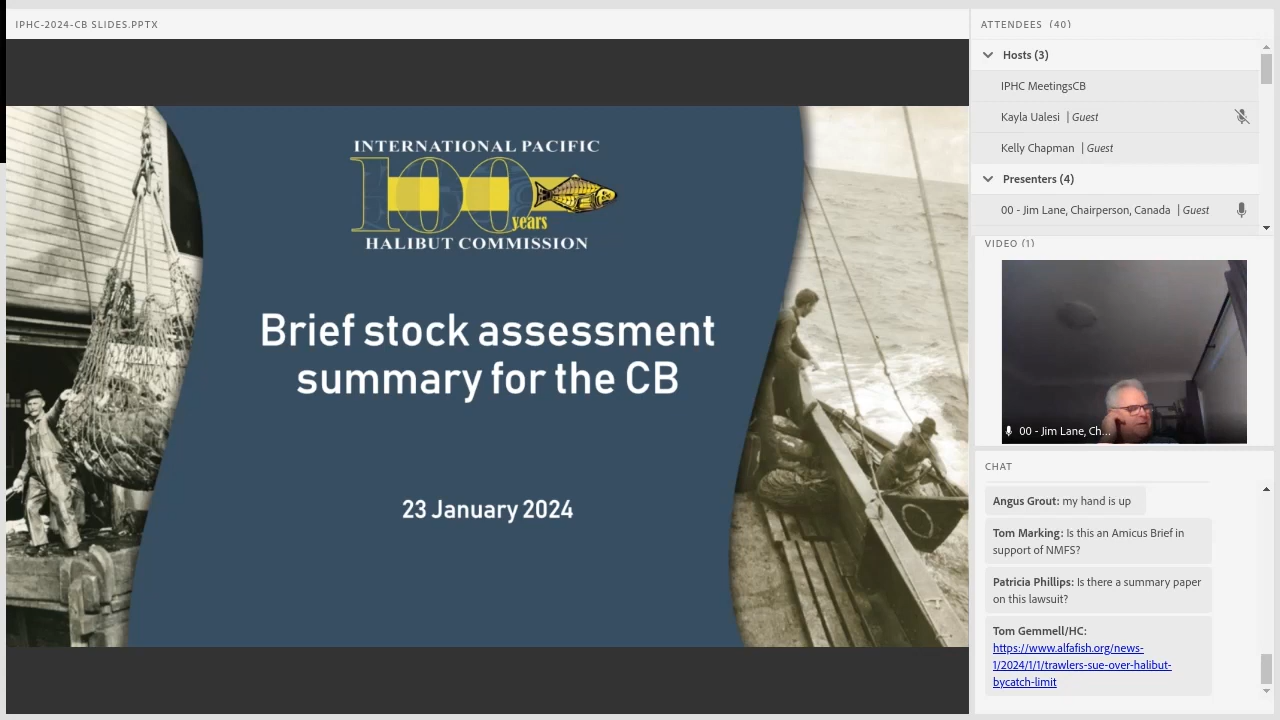 IPHC-2024-CB SLIDES.PPTX
INTERNATIONAL PACIFIC
100
years
HALIBUT COMMISSION
Brief stock assessment
summary for the CB
23 January 2024
ATTENDEES (40)
Hosts (3)
IPHC MeetingsCB
Kayla Ualesi | Guest
Kelly Chapman | Guest
Presenters (4)
00 - Jim Lane, Chairperson, Canada | Guest
VIDEO (1)
00 - Jim Lane, Ch...
CHAT
Angus Grout: my hand is up
Tom Marking: Is this an Amicus Brief in
support of NMFS?
Patricia Phillips: Is there a summary paper
on this lawsuit?
Tom Gemmell/HC:
https://www.alfafish.org/news-
1/2024/1/1/trawlers-sue-over-halibut-
bycatch-limit